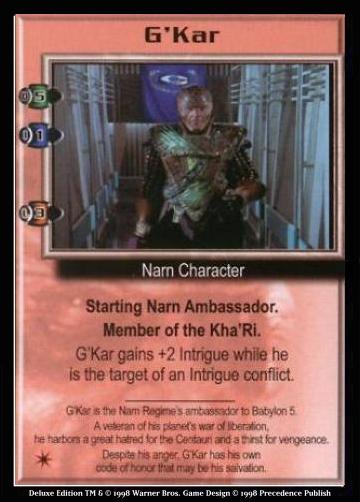 G'Kar
5
1
3
Narn Character
Starting Narn Ambassador.
Member of the Kha'Ri.
G'Kar gains +2 Intrigue while he
is the target of an Intrigue conflict.
G'Kar is the Narn Regime's ambassador to Babylon 5.
A veteran of his planet's war of liberation,
he harbors a great hatred for the Centauri and a thirst for vengeance.
Despite his anger, G'Kar has his own
code of honor that may be his salvation.
Deluxe Edition TM & © 1998 Warner Bros. Game Design © 1998 Precedence Publish